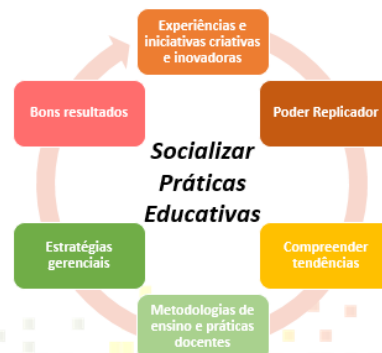 Experiências e
iniciativas criativas
e inovadoras
Bons resultados
Poder Replicador
Socializar
Práticas
Educativas
Estratégias
gerenciais
Compreender
tendências
Metodologias de
ensino e práticas
docentes